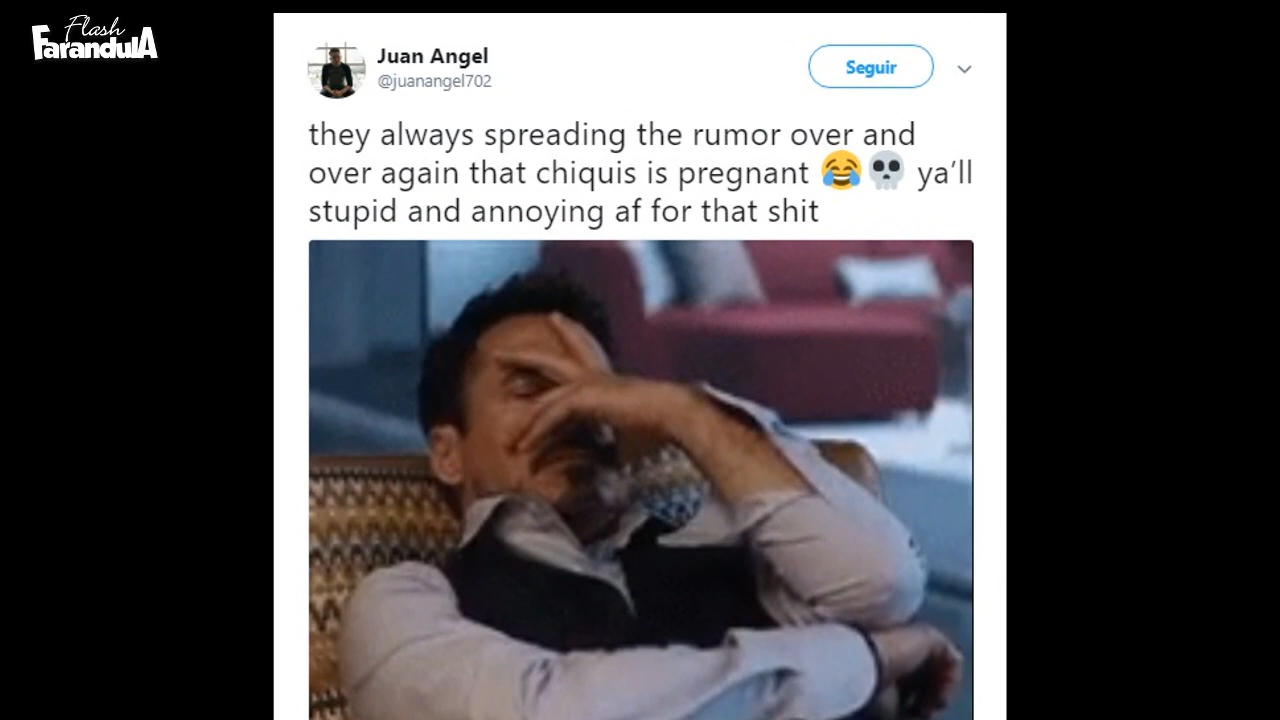 Flash
FarandulA
Juan Angel
@juanangel702
Seguir
they always spreading the rumor over and
over again that chiquis is pregnant 😂💀 ya'll
stupid and annoying af for that shit